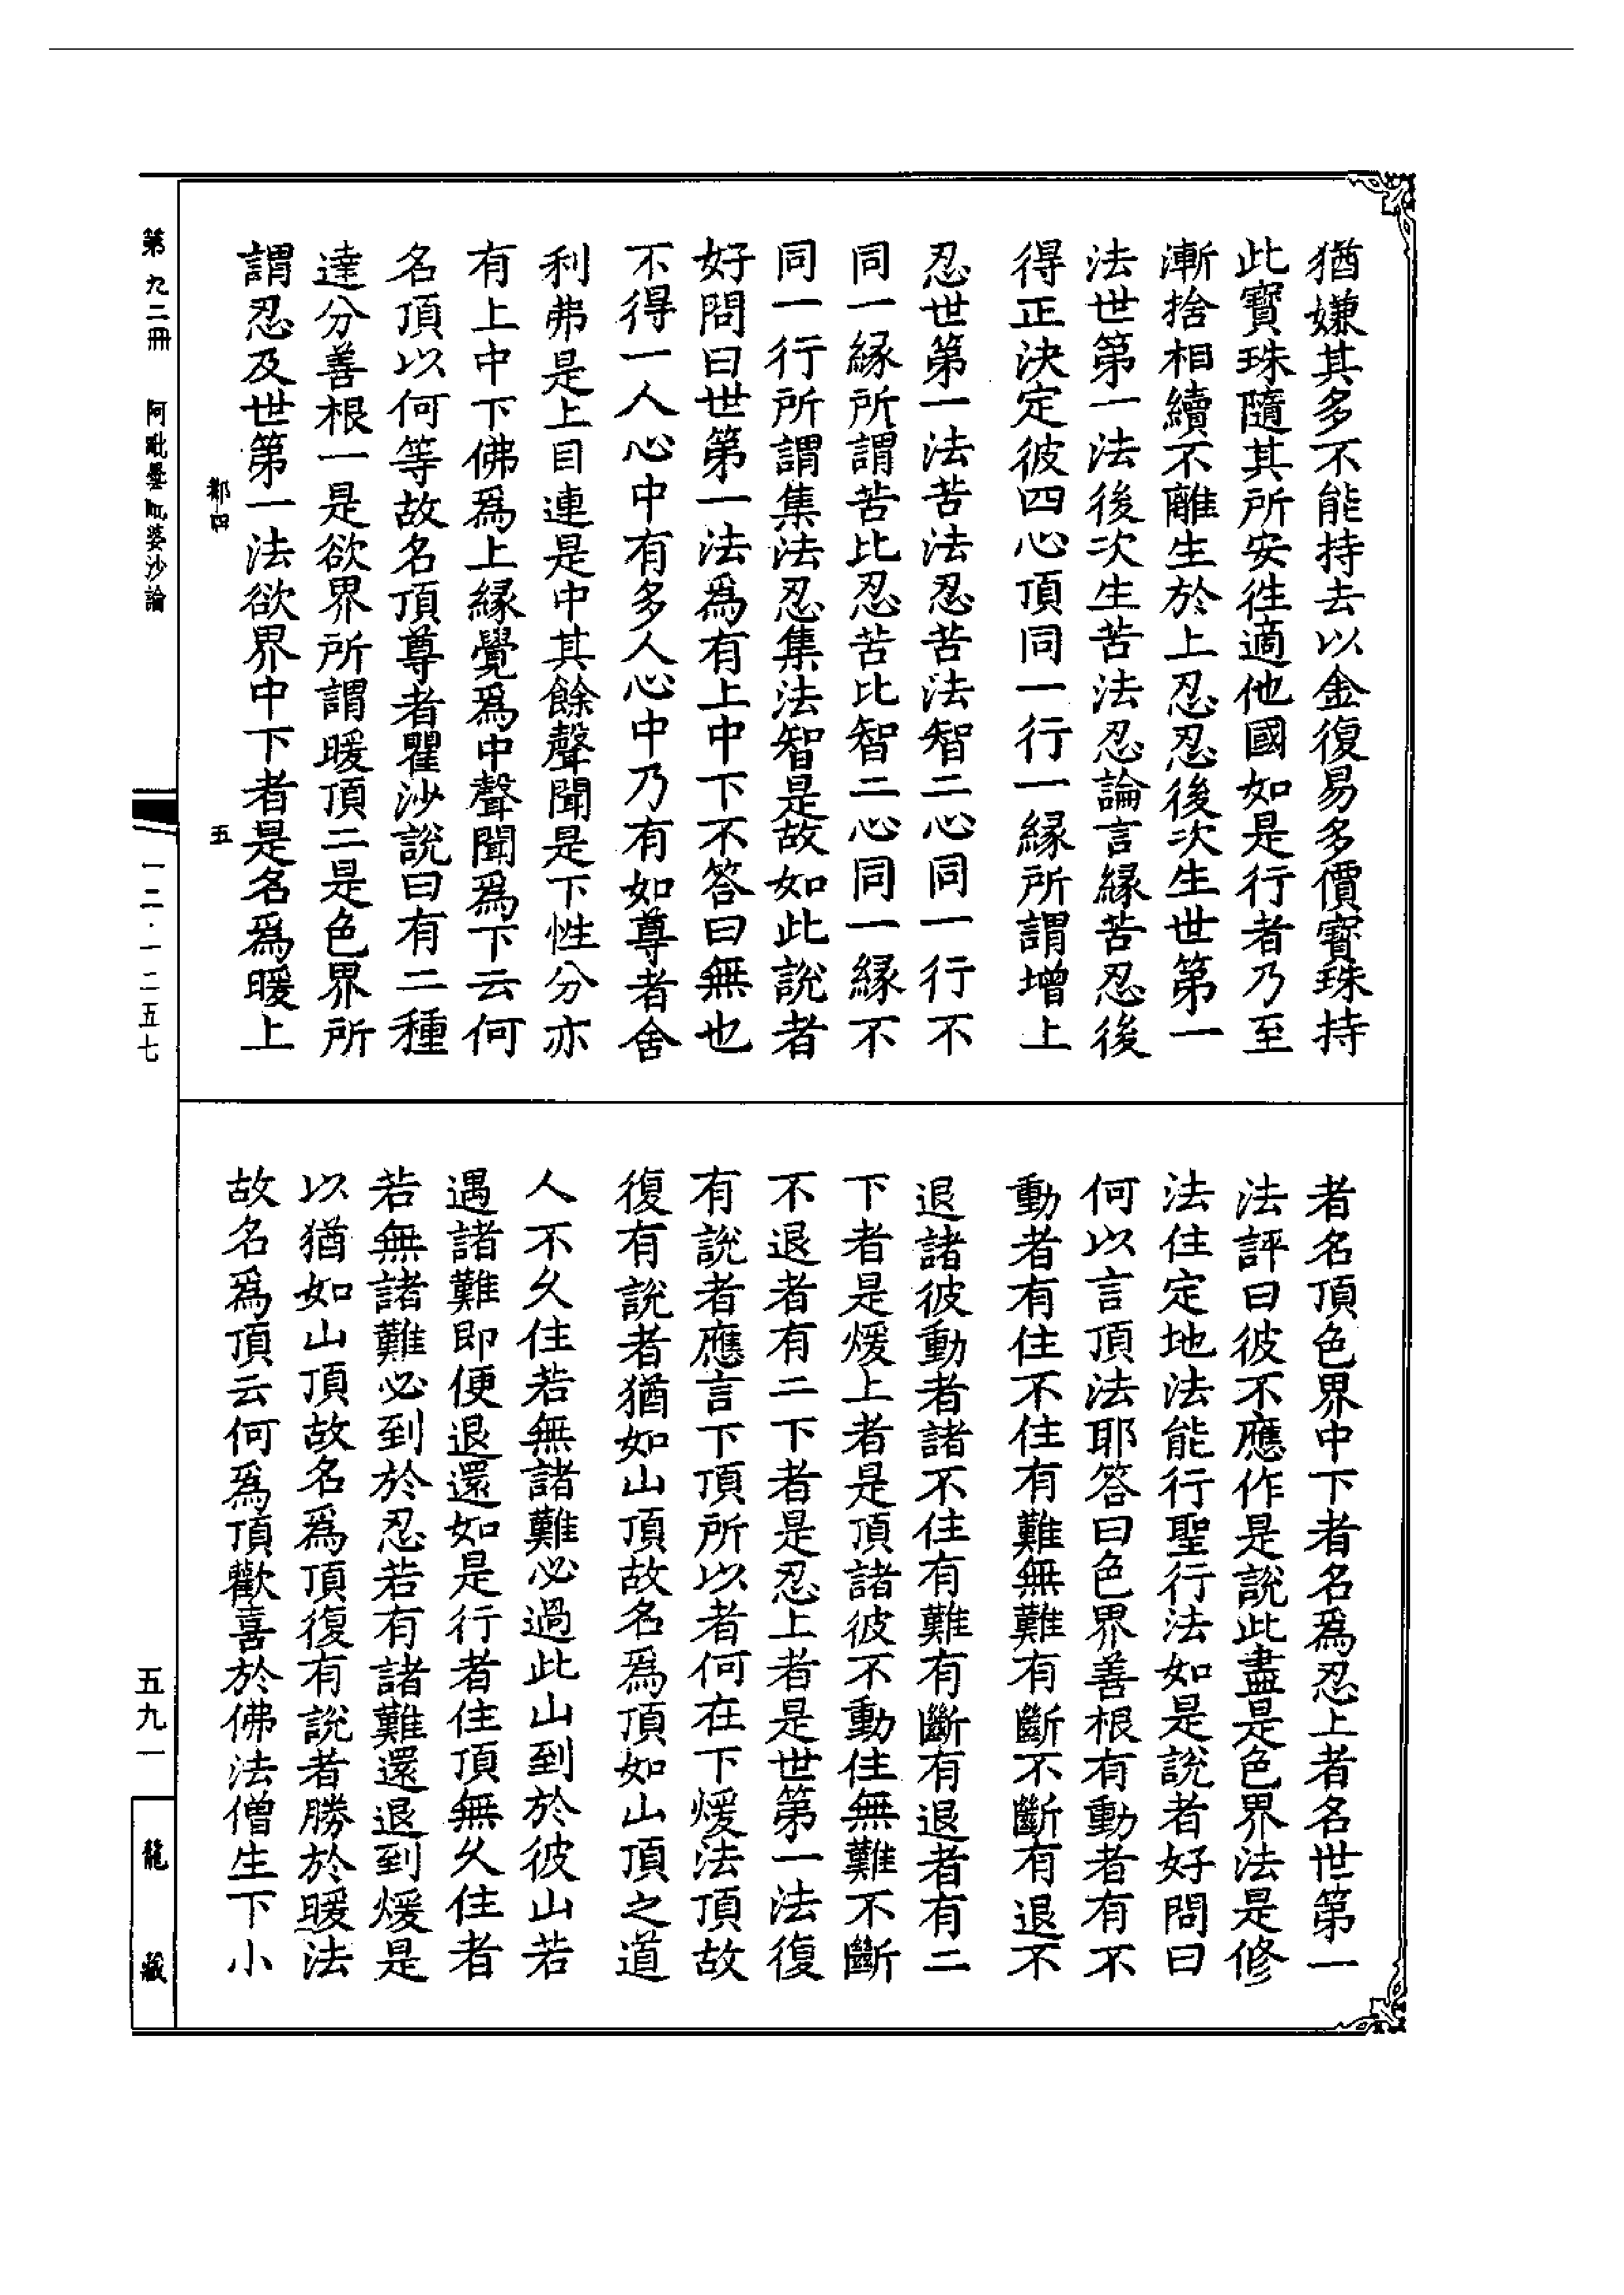 猶嫌其多不能持去以金復易多價寶珠持
此寶珠隨其所安徃適他國如是行者乃至
漸捨相續不離生於上忍忍後次生世第一
法世第一法後次生苦法忍論言縁苦忍後
得正決定彼四心頂同一行一縁所謂增上
忍世第一法苦法忍苦法智二心同一行不
同一緣所謂苦比忍苦比智二心同一緣不
同一行所謂集法忍集法智是故如此說者
好問曰世第一法爲有上中下不答曰無也
不得一人心中有多人心中乃有如尊者舍
利弗是上目連是中其餘聲聞是下性分亦
有上中下佛爲上緣覺爲中聲聞爲下云何
名頂以何等故名頂尊者瞿沙說曰有二種
達分善根一是欲界所謂暖頂二是色界所
謂忍及世第一法欲界中下者是名爲暖上
鄰四 五
者名頂色界中下者名爲忍上者名世第一
法評曰彼不應作是說此盡是色界法是修
法住定地法能行聖行法如是說者好問曰
何以言頂法耶答曰色界善根有動者有不
動者有住不住有難無難有斷不斷有退不
退諸彼動者諸不住有難有斷有退者有二
下者是煖上者是頂諸彼不動住無難不斷
不退者有二下者是忍上者是世第一法復
有說者應言下頂所以者何在下煖法頂故
復有說者猶如山頂故名爲頂如山頂之道
人不久住若無諸難必過此山到於彼山若
遇諸難即便退還如是行者住頂無久住者
若無諸難必到於忍若有諸難還退到煖是
以猶如山頂故名爲頂復有說者勝於暖法
故名爲頂云何爲頂歡喜於佛法僧生下小
第九二冊 阿毗曇毗婆沙論
一二·一二五七
五九一
龍藏